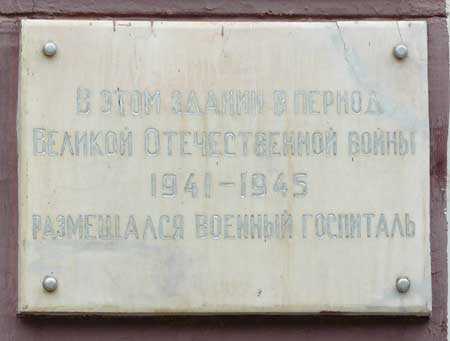 В ЭТОМ ЗДАНИИ В ПЕРИОД
ВЕЛИКОЙ ОТЕЧЕСТВЕННОЙ ВОЙНЫ
1941-1945
РАЗМЕЩАЛСЯ ВОЕННЫЙ ГОСПИТАЛЬ